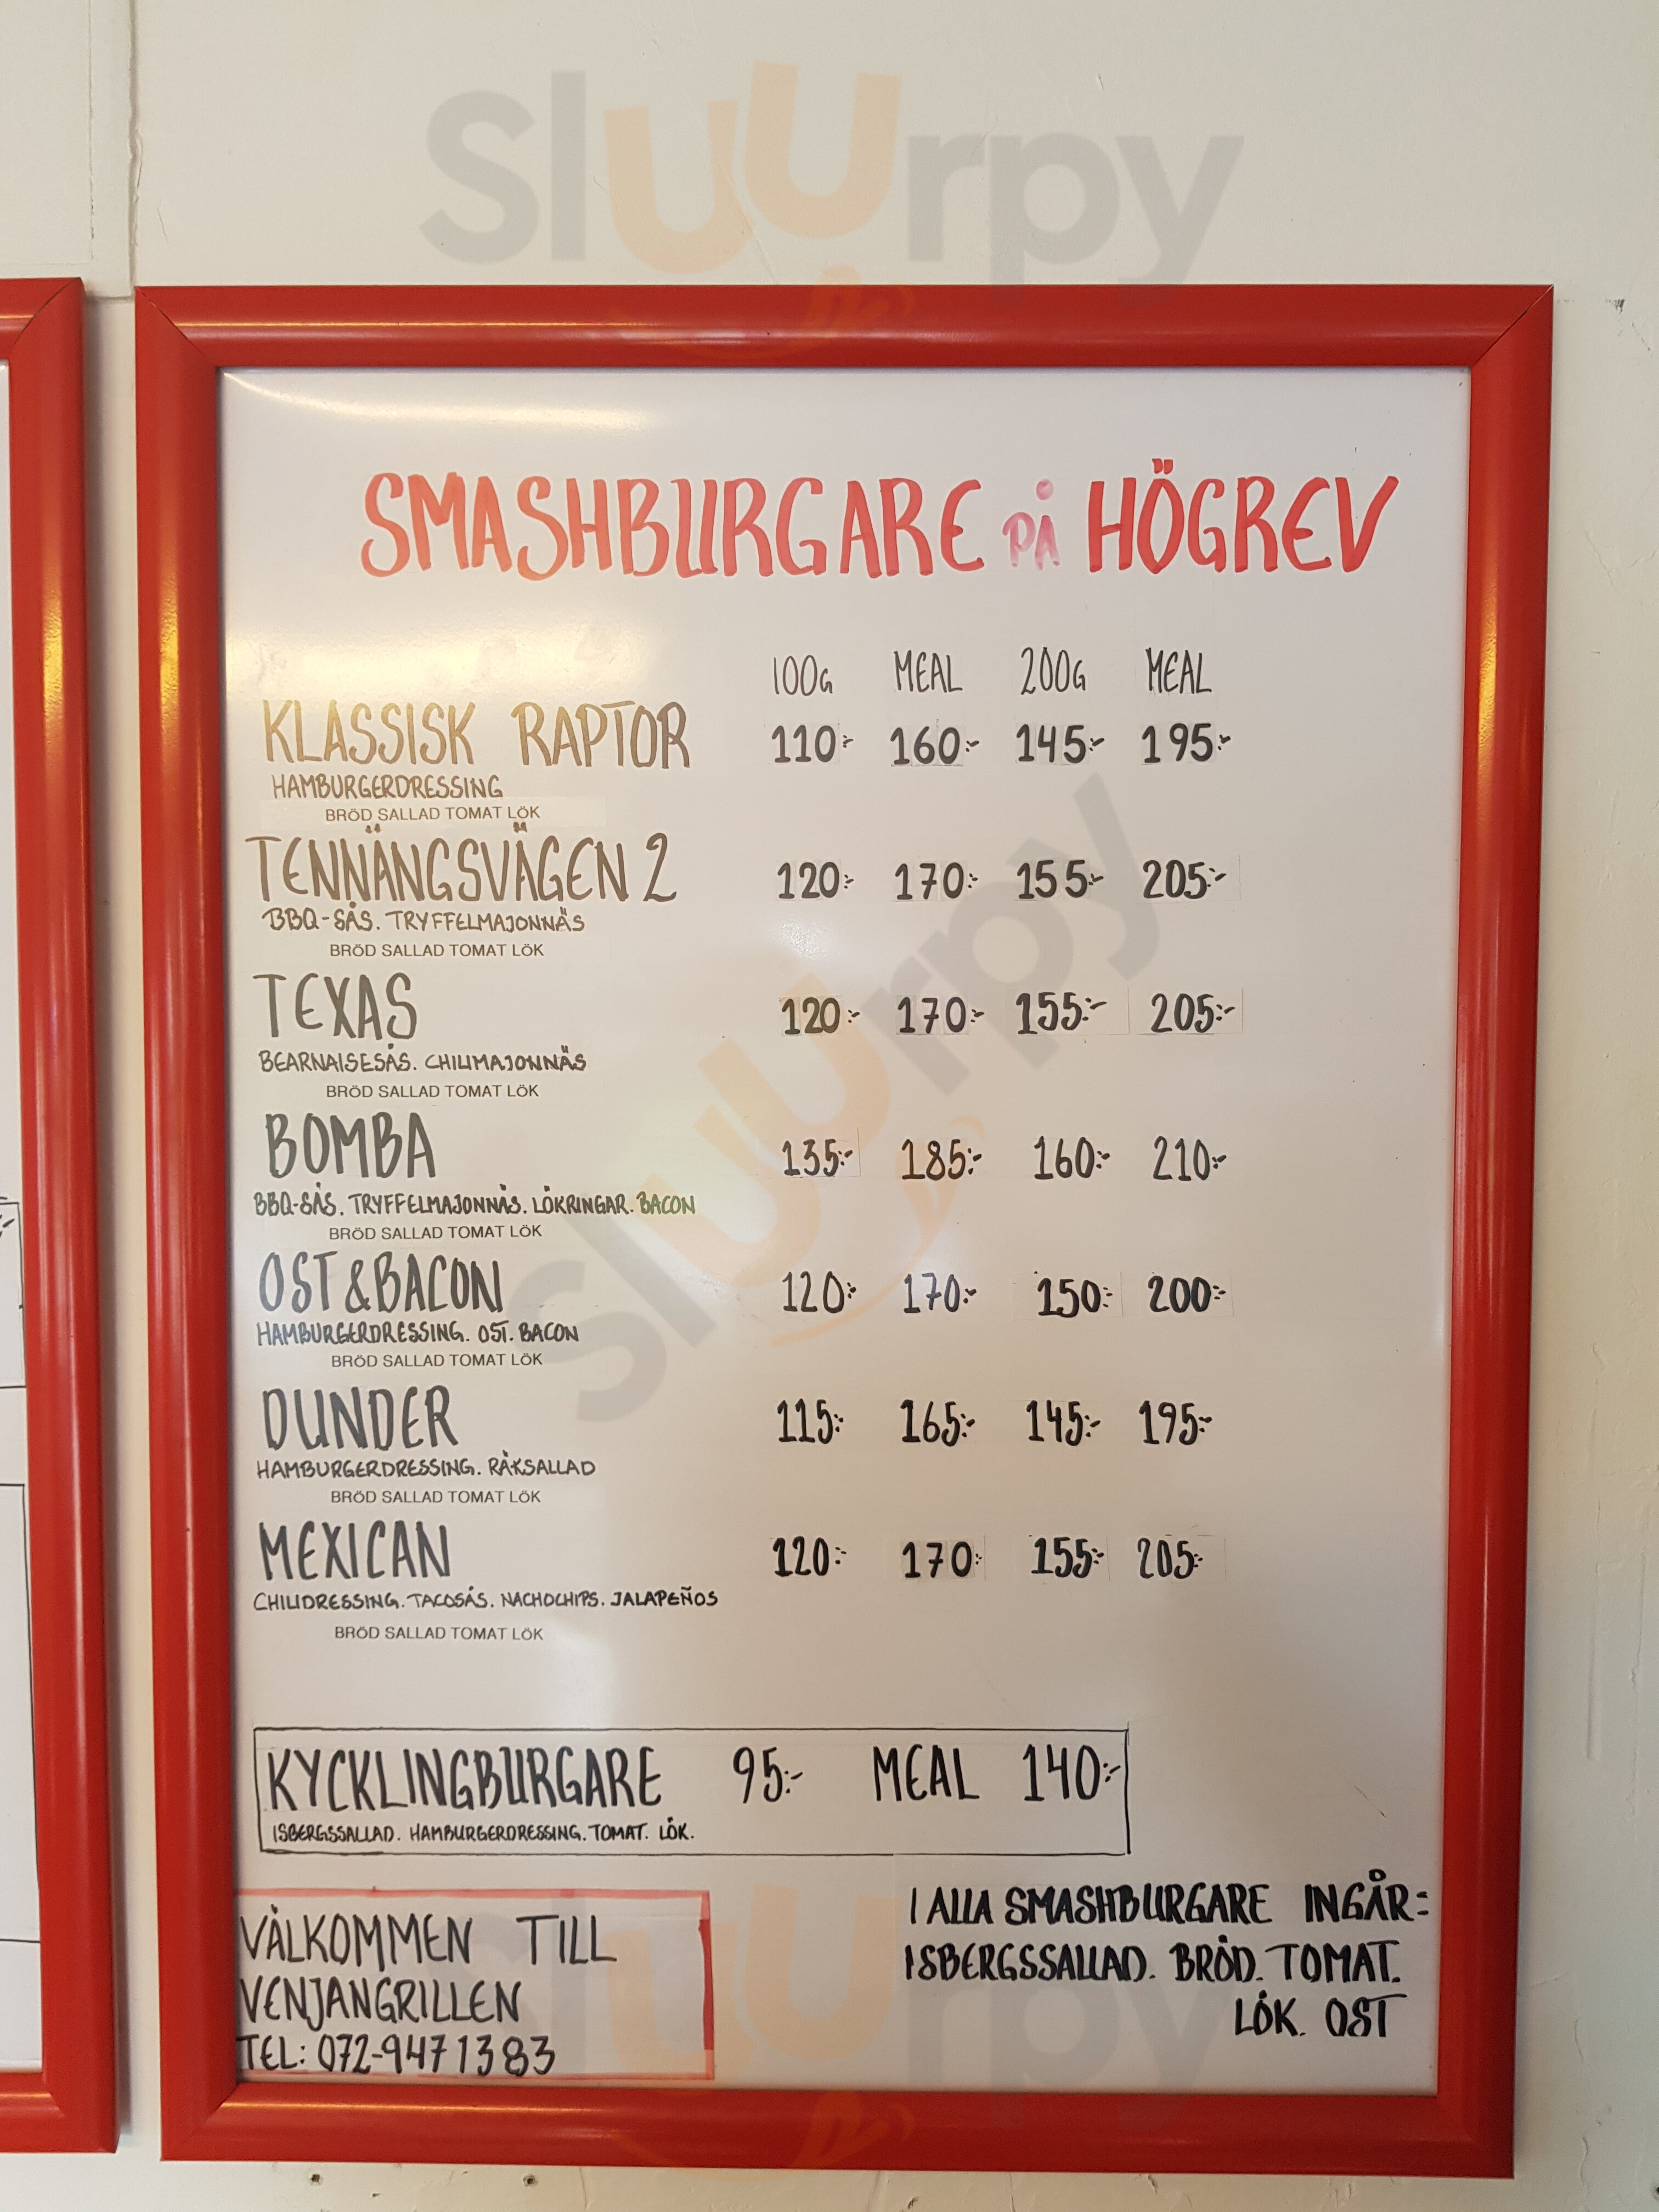 Sluurpy
SMASHBURGARE PÅ HÖGREV
100G MEAL 200G MEAL
KLASSISK RAPTOR 110:- 160:- 145:- 195:-
HAMBURGERDRESSING
BRÖD SALLAD TOMAT LÖK
TENNÄNGSVÄGEN 2 120:- 170:- 155:- 205:-
BBQ-SÅS. TRYFFELMAJONNÄS
BRÖD SALLAD TOMAT LÖK
TEXAS 120:- 170:- 155:- 205:-
BEARNAISESÅS. CHILIMAJONNÄS
BRÖD SALLAD TOMAT LÖK
BOMBA 135:- 185:- 160:- 210:-
BBQ-SÅS. TRYFFELMAJONNÄS. LÖKRINGAR. BACON
BRÖD SALLAD TOMAT LÖK
Sluurpy
OST & BACON 120:- 170:- 150:- 200:-
HAMBURGERDRESSING. OST. BACON
BRÖD SALLAD TOMAT LÖK
DUNDER 115:- 165:- 145:- 195:-
HAMBURGERDRESSING. RÄKSALLAD
BRÖD SALLAD TOMAT LÖK
MEXICAN 120:- 170:- 155:- 205:-
CHILIDRESSING. TACOSÅS. NACHOCHIPS. JALAPEÑOS
BRÖD SALLAD TOMAT LÖK
KYCKLINGBURGARE 95:- MEAL 140:-
ISBERGSSALLAD. HAMBURGERDRESSING. TOMAT. LÖK.
VÄLKOMMEN TILL
VENJANGRILLEN
TEL: 072-947 13 83
I ALLA SMASHBURGARE INGÅR:
ISBERGSSALLAD. BRÖD. TOMAT.
LÖK. OST
Sluurpy